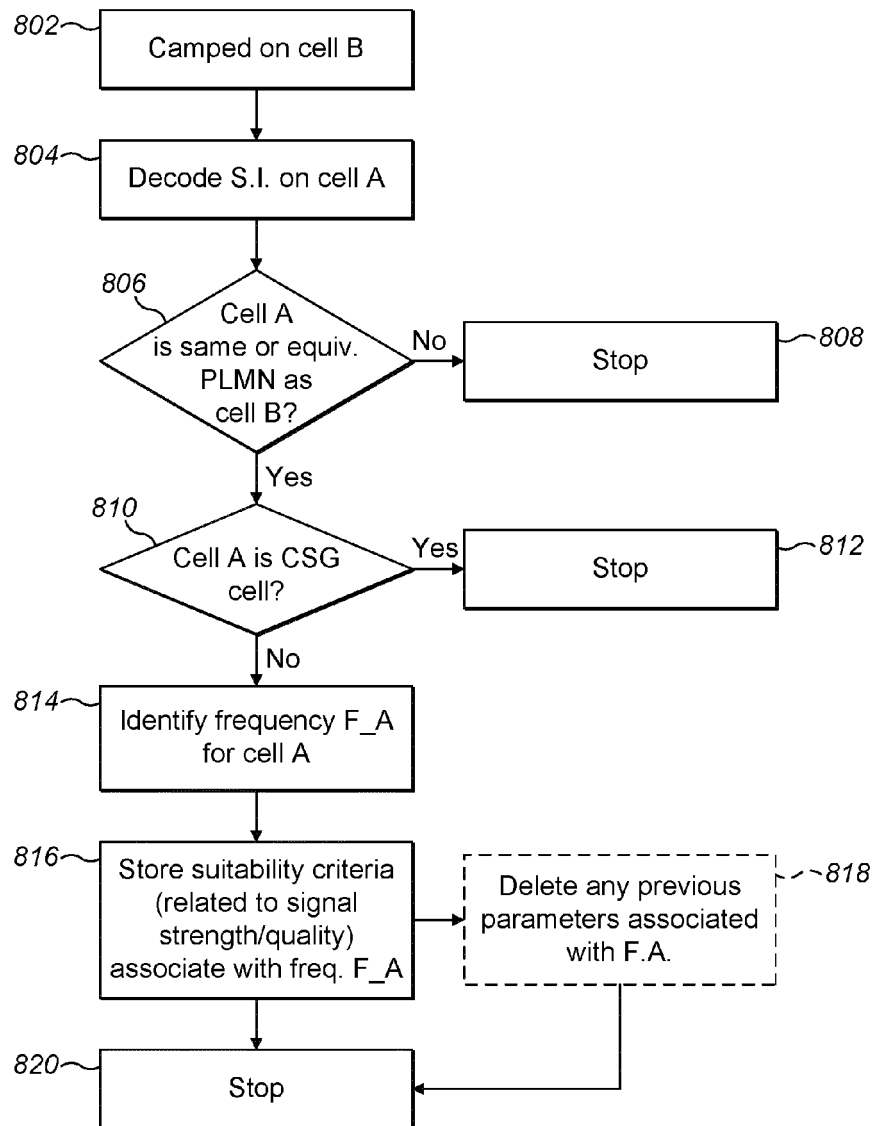 802
Camped on cell B
804
Decode S.I. on cell A
806
Cell A
is same or equiv.
PLMN as
cell B?
No
808
Stop
Yes
810
Cell A is CSG
cell?
Yes
812
Stop
No
814
Identify frequency F_A
for cell A
816
Store suitability criteria
(related to signal
strength/quality)
associate with freq. F_A
818
Delete any previous
parameters associated
with F.A.
820
Stop